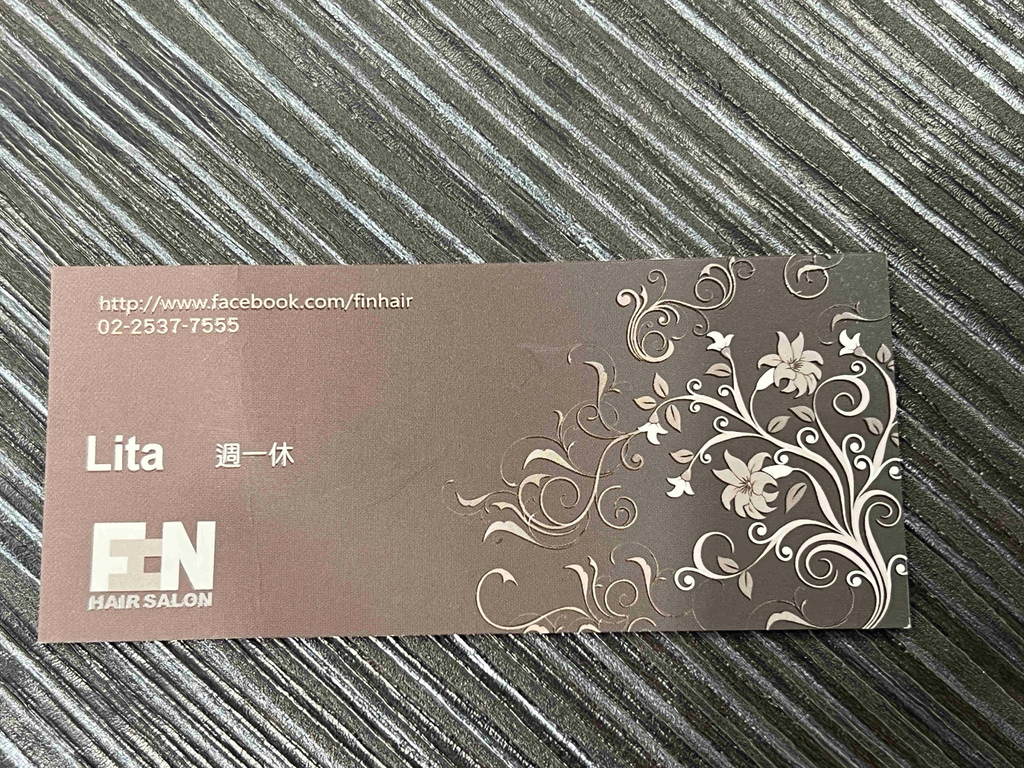 http://www.facebook.com/finhair
02-2537-7555
Lita 週一休
FIN
HAIR SALON